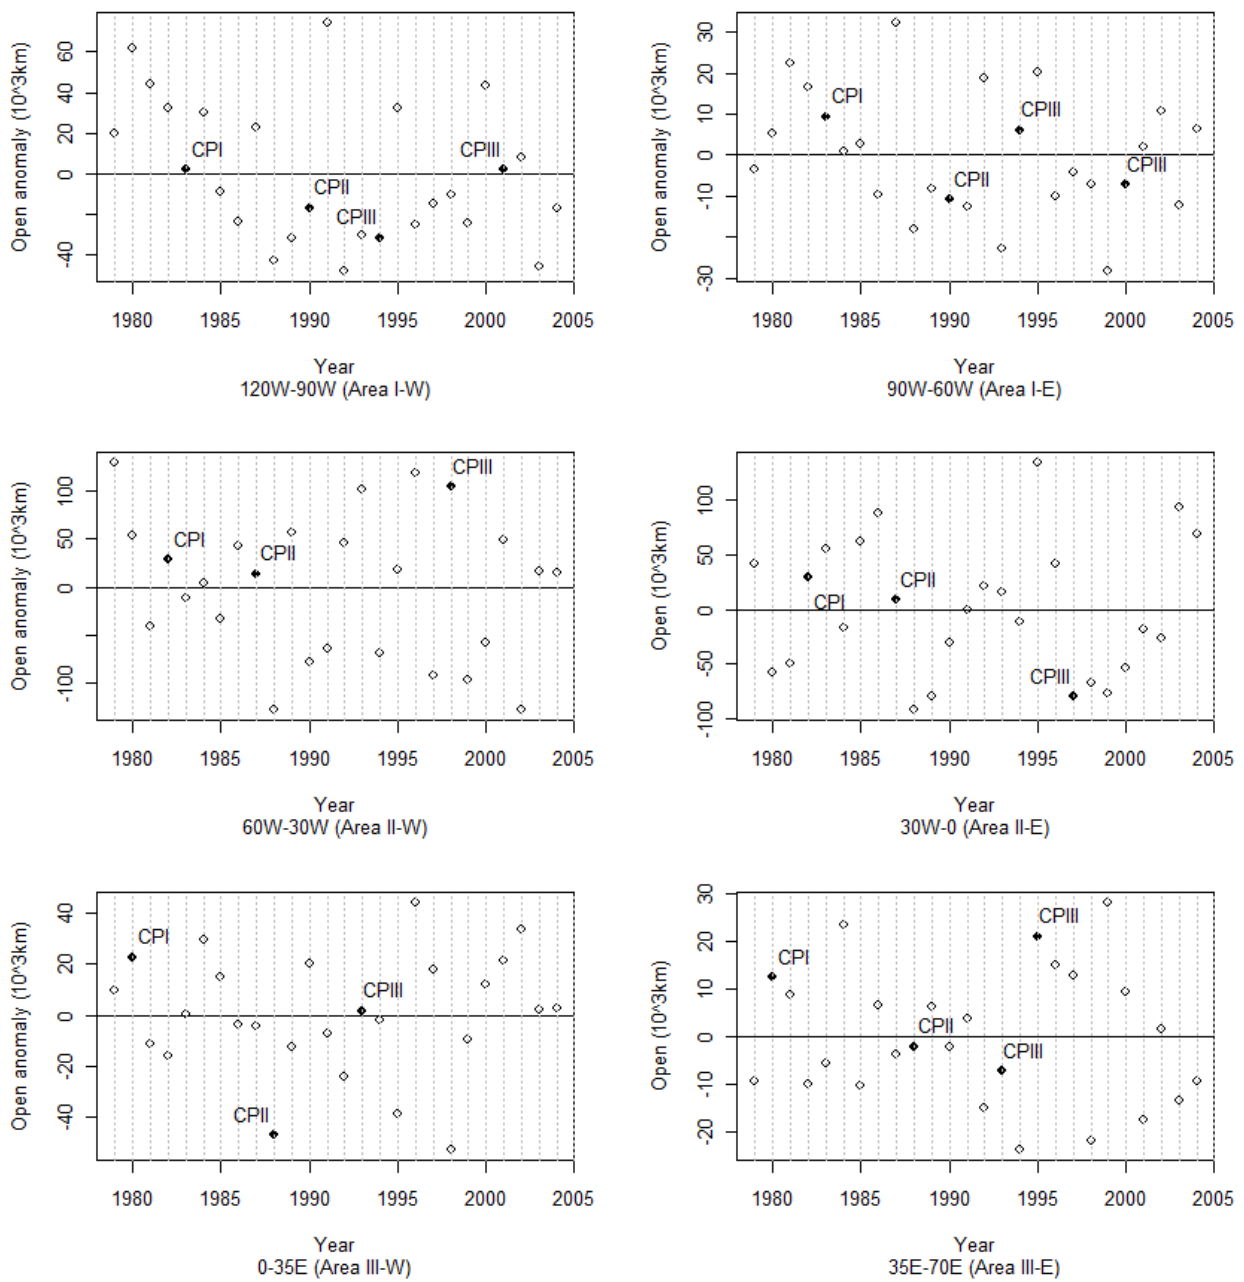 Open anomaly (10^3km)
60
40
20
0
-40
CPI
CPII
CPIII
CPIII
1980 1985 1990 1995 2000 2005
Year
120W-90W (Area I-W)
Open anomaly (10^3km)
30
20
10
0
-10
-30
CPI
CPII
CPIII
CPIII
1980 1985 1990 1995 2000 2005
Year
90W-60W (Area I-E)
Open anomaly (10^3km)
100
50
0
-100
CPI
CPII
CPIII
1980 1985 1990 1995 2000 2005
Year
60W-30W (Area II-W)
Open (10^3km)
100
50
0
-50
-100
CPI
CPII
CPIII
1980 1985 1990 1995 2000 2005
Year
30W-0 (Area II-E)
Open anomaly (10^3km)
40
20
0
-20
-40
CPI
CPII
CPIII
1980 1985 1990 1995 2000 2005
Year
0-35E (Area III-W)
Open (10^3km)
30
20
10
0
-10
-20
CPI
CPII
CPIII
CPIII
1980 1985 1990 1995 2000 2005
Year
35E-70E (Area III-E)